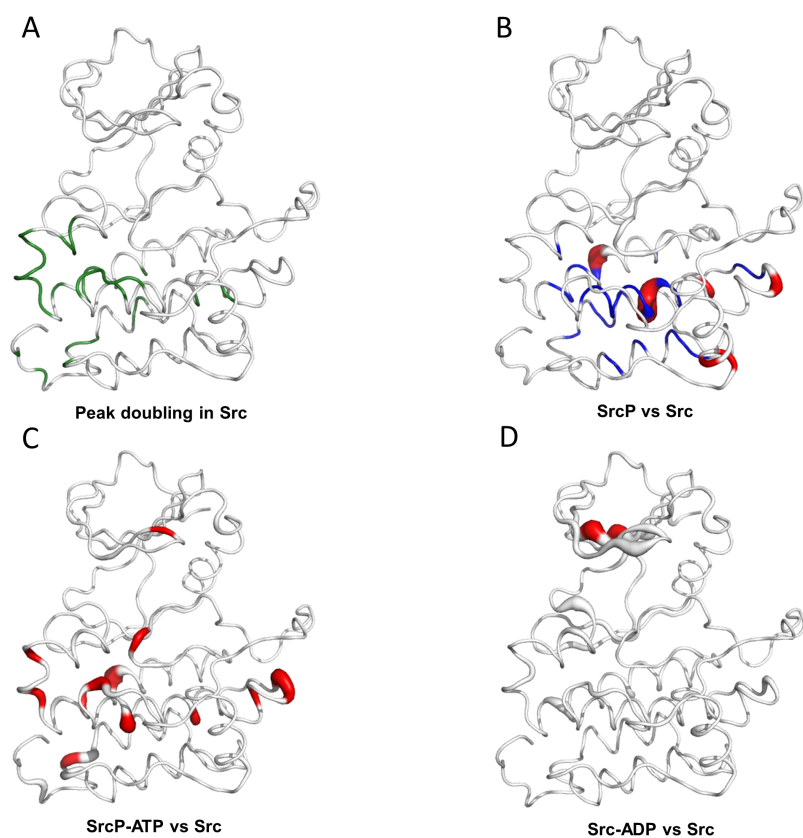 A
B
Peak doubling in Src
SrcP vs Src
C
D
SrcP-ATP vs Src
Src-ADP vs Src